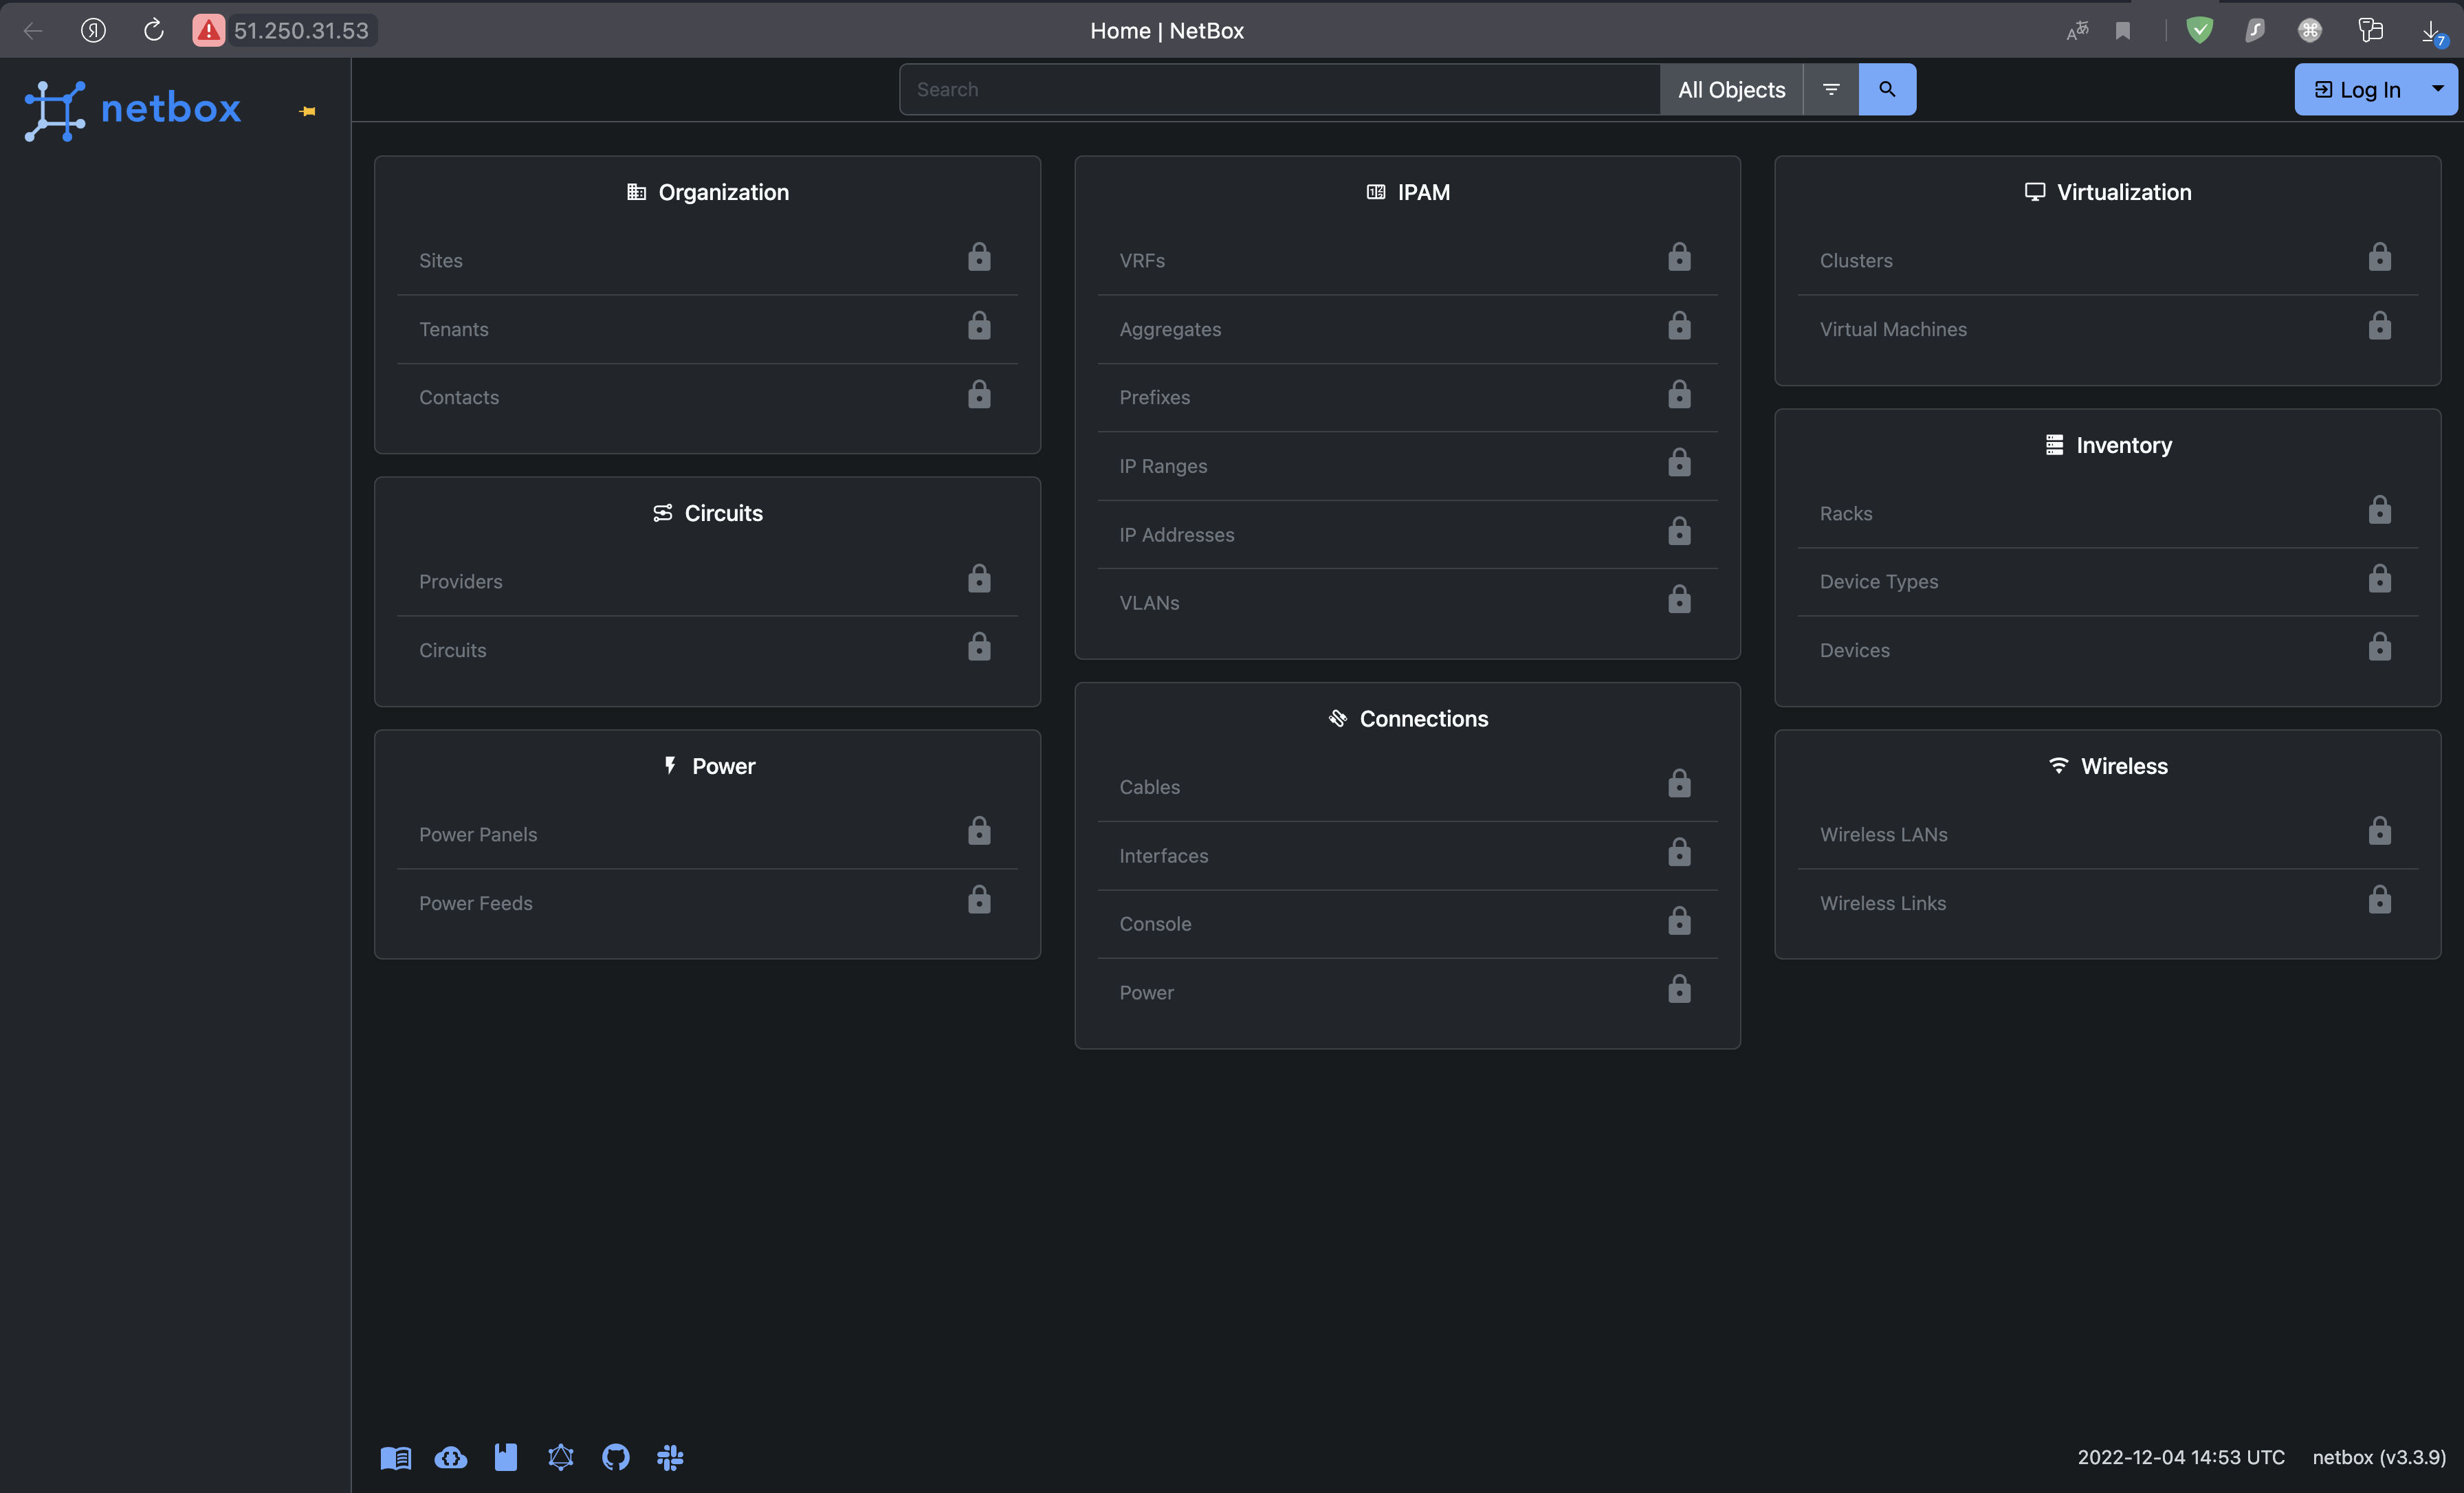 51.250.31.53
Home | NetBox
7
netbox
Search
All Objects
Log In
Organization
Sites
Tenants
Contacts
Circuits
Providers
Circuits
Power
Power Panels
Power Feeds
IPAM
VRFs
Aggregates
Prefixes
IP Ranges
IP Addresses
VLANs
Connections
Cables
Interfaces
Console
Power
Virtualization
Clusters
Virtual Machines
Inventory
Racks
Device Types
Devices
Wireless
Wireless LANs
Wireless Links
2022-12-04 14:53 UTC netbox (v3.3.9)